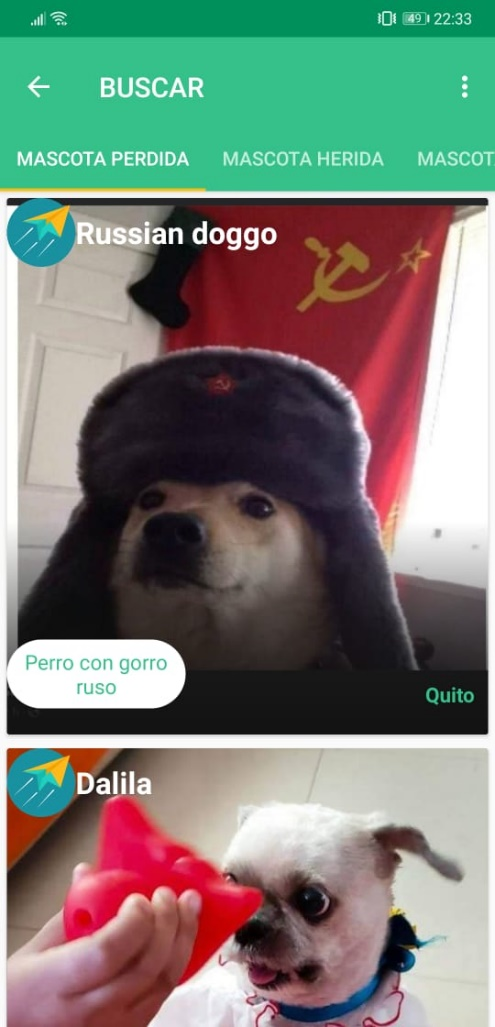 49 22:33
BUSCAR
MASCOTA PERDIDA MASCOTA HERIDA MASCOT
Russian doggo
Perro con gorro
ruso
Quito
Dalila